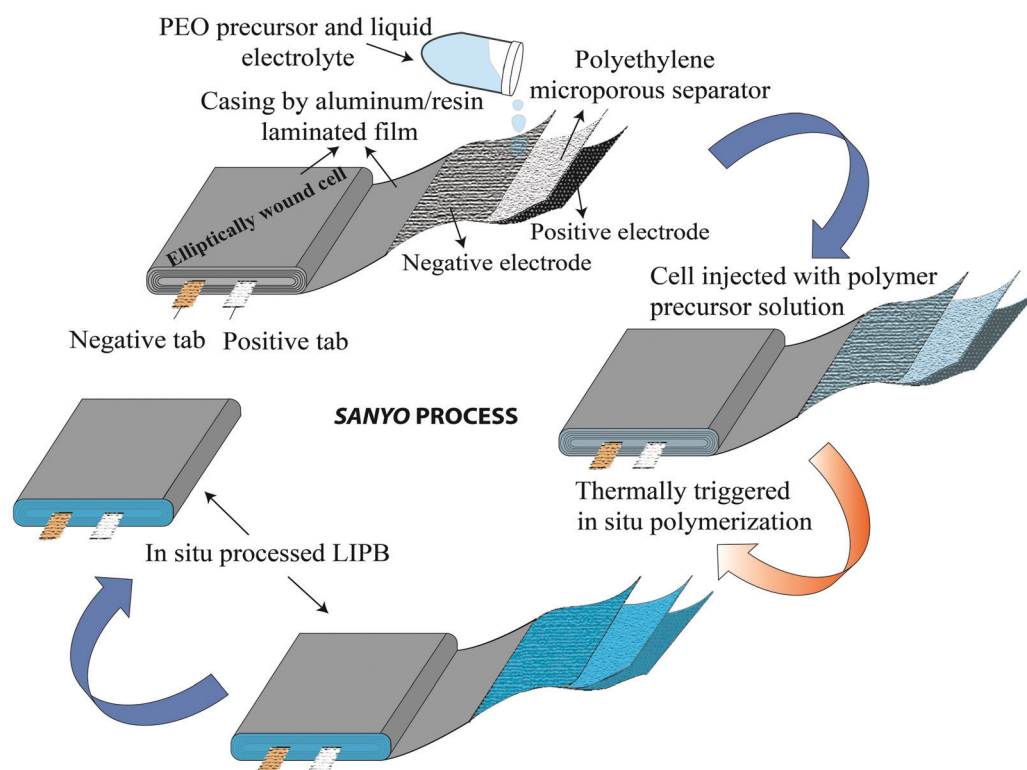 PEO precursor and liquid
electrolyte
Polyethylene
microporous separator
Casing by aluminum/resin
laminated film
Elliptically wound cell
Positive electrode
Negative electrode
Negative tab
Positive tab
Cell injected with polymer
precursor solution
SANYO PROCESS
Thermally triggered
in situ polymerization
In situ processed LIPB